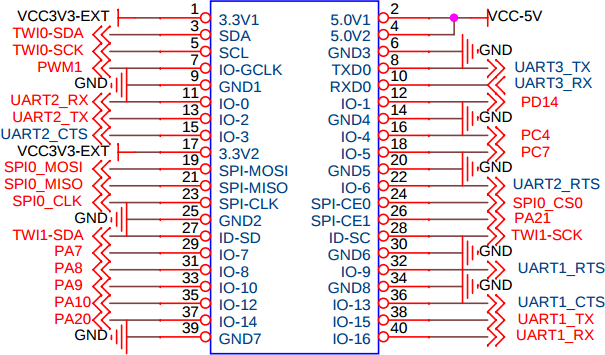 VCC3V3-EXT 1 3.3V1 5.0V1 2 VCC-5V
TWI0-SDA 3 SDA 5.0V2 4
TWI0-SCK 5 SCL GND3 6 GND
PWM1 7 IO-GCLK TXD0 8 UART3_TX
GND 9 GND1 RXD0 10 UART3_RX
UART2_RX 11 IO-0 IO-1 12 PD14
UART2_TX 13 IO-2 GND4 14 GND
UART2_CTS 15 IO-3 IO-4 16 PC4
VCC3V3-EXT 17 3.3V2 IO-5 18 PC7
SPI0_MOSI 19 SPI-MOSI GND5 20 GND
SPI0_MISO 21 SPI-MISO IO-6 22 UART2_RTS
SPI0_CLK 23 SPI-CLK SPI-CE0 24 SPI0_CS0
GND 25 GND2 SPI-CE1 26 PA21
TWI1-SDA 27 ID-SD ID-SC 28 TWI1-SCK
PA7 29 IO-7 GND6 30 GND
PA8 31 IO-8 IO-9 32 UART1_RTS
PA9 33 IO-10 GND8 34 GND
PA10 35 IO-12 IO-13 36 UART1_CTS
PA20 37 IO-14 IO-15 38 UART1_TX
GND 39 GND7 IO-16 40 UART1_RX